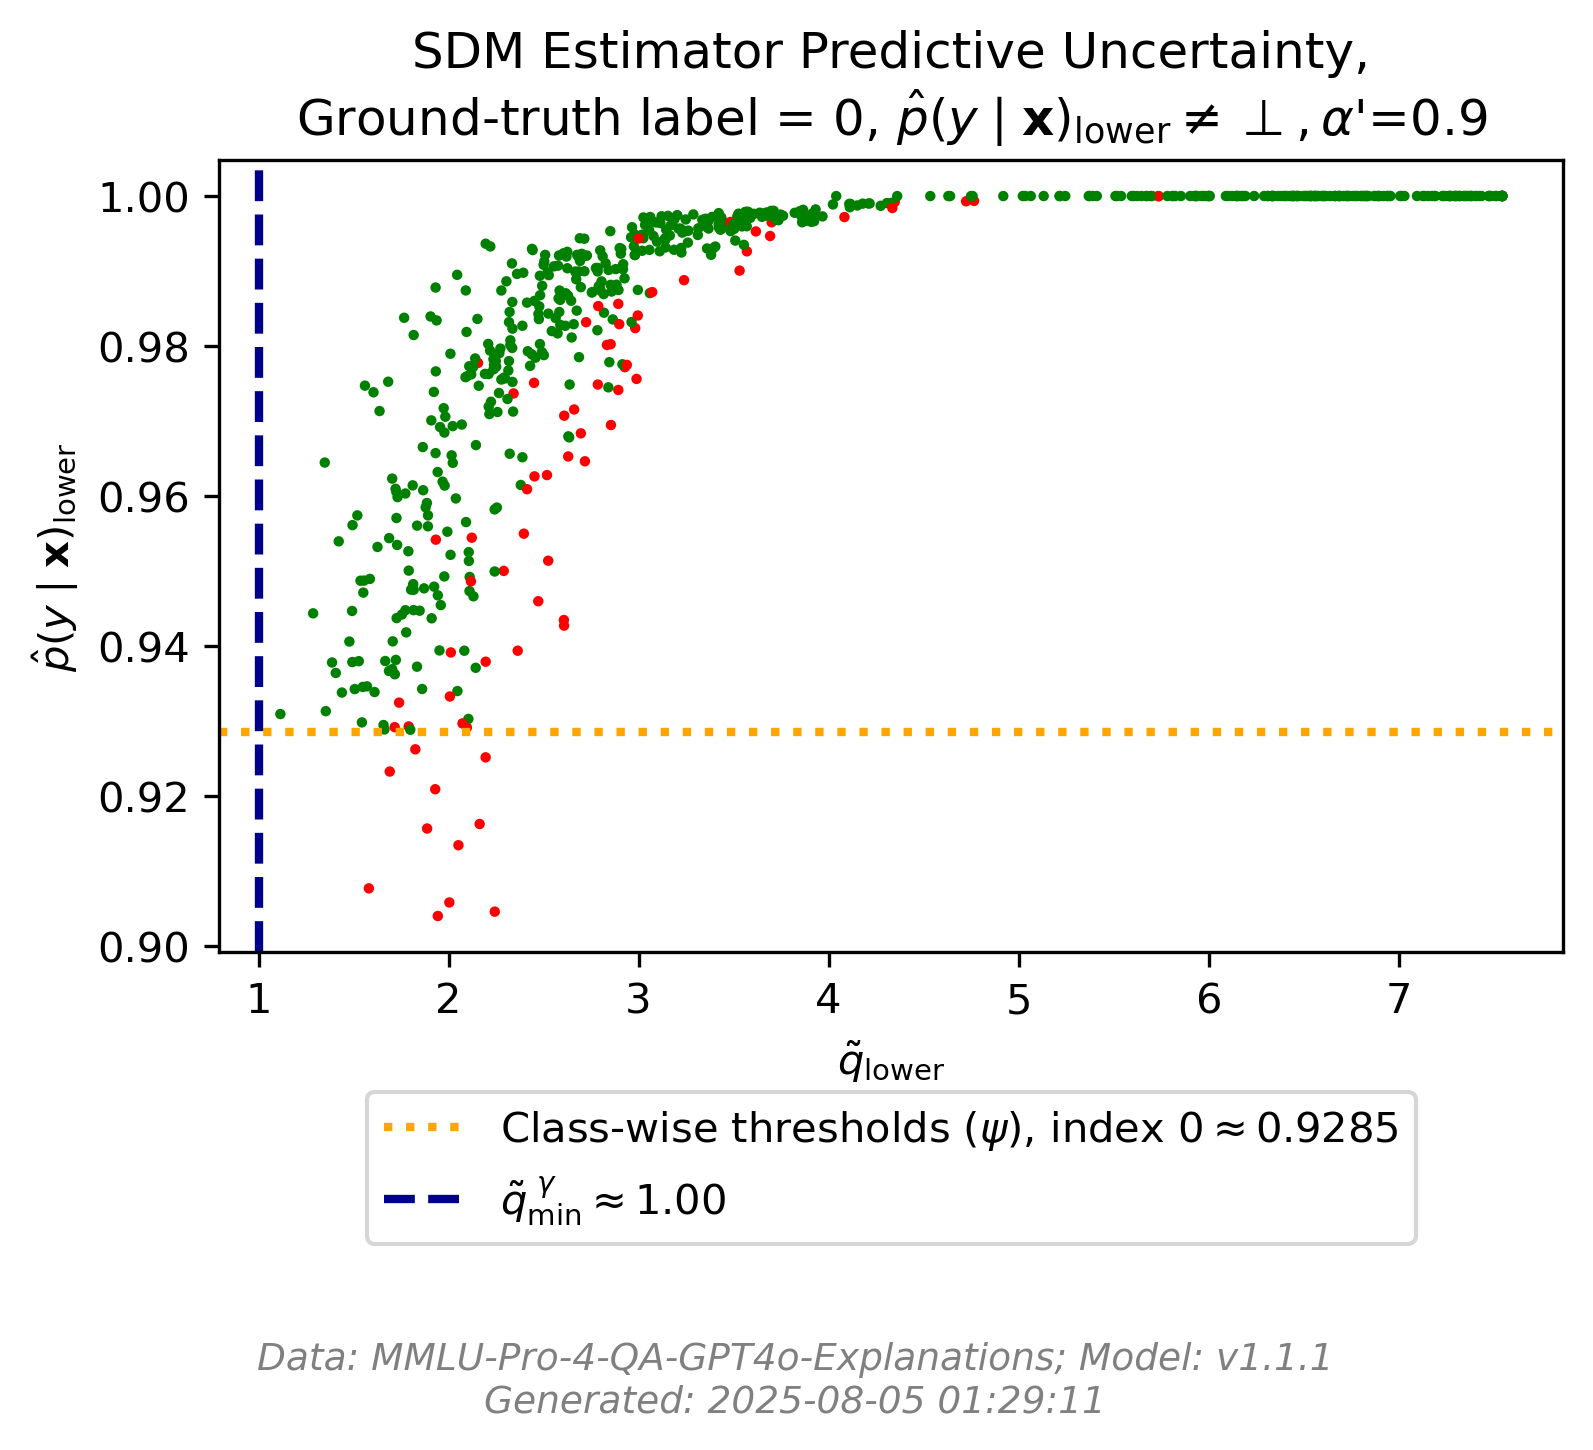 SDM Estimator Predictive Uncertainty,
Ground-truth label = 0, p̂(y | 𝐱)lower ≠ ⊥, α'=0.9
1.00
0.98
0.96
0.94
0.92
0.90
p̂(y | 𝐱)lower
1 2 3 4 5 6 7
q̃lower
Class-wise thresholds (ψ), index 0 ≈ 0.9285
q̃ᵞmin ≈ 1.00
Data: MMLU-Pro-4-QA-GPT4o-Explanations; Model: v1.1.1
Generated: 2025-08-05 01:29:11